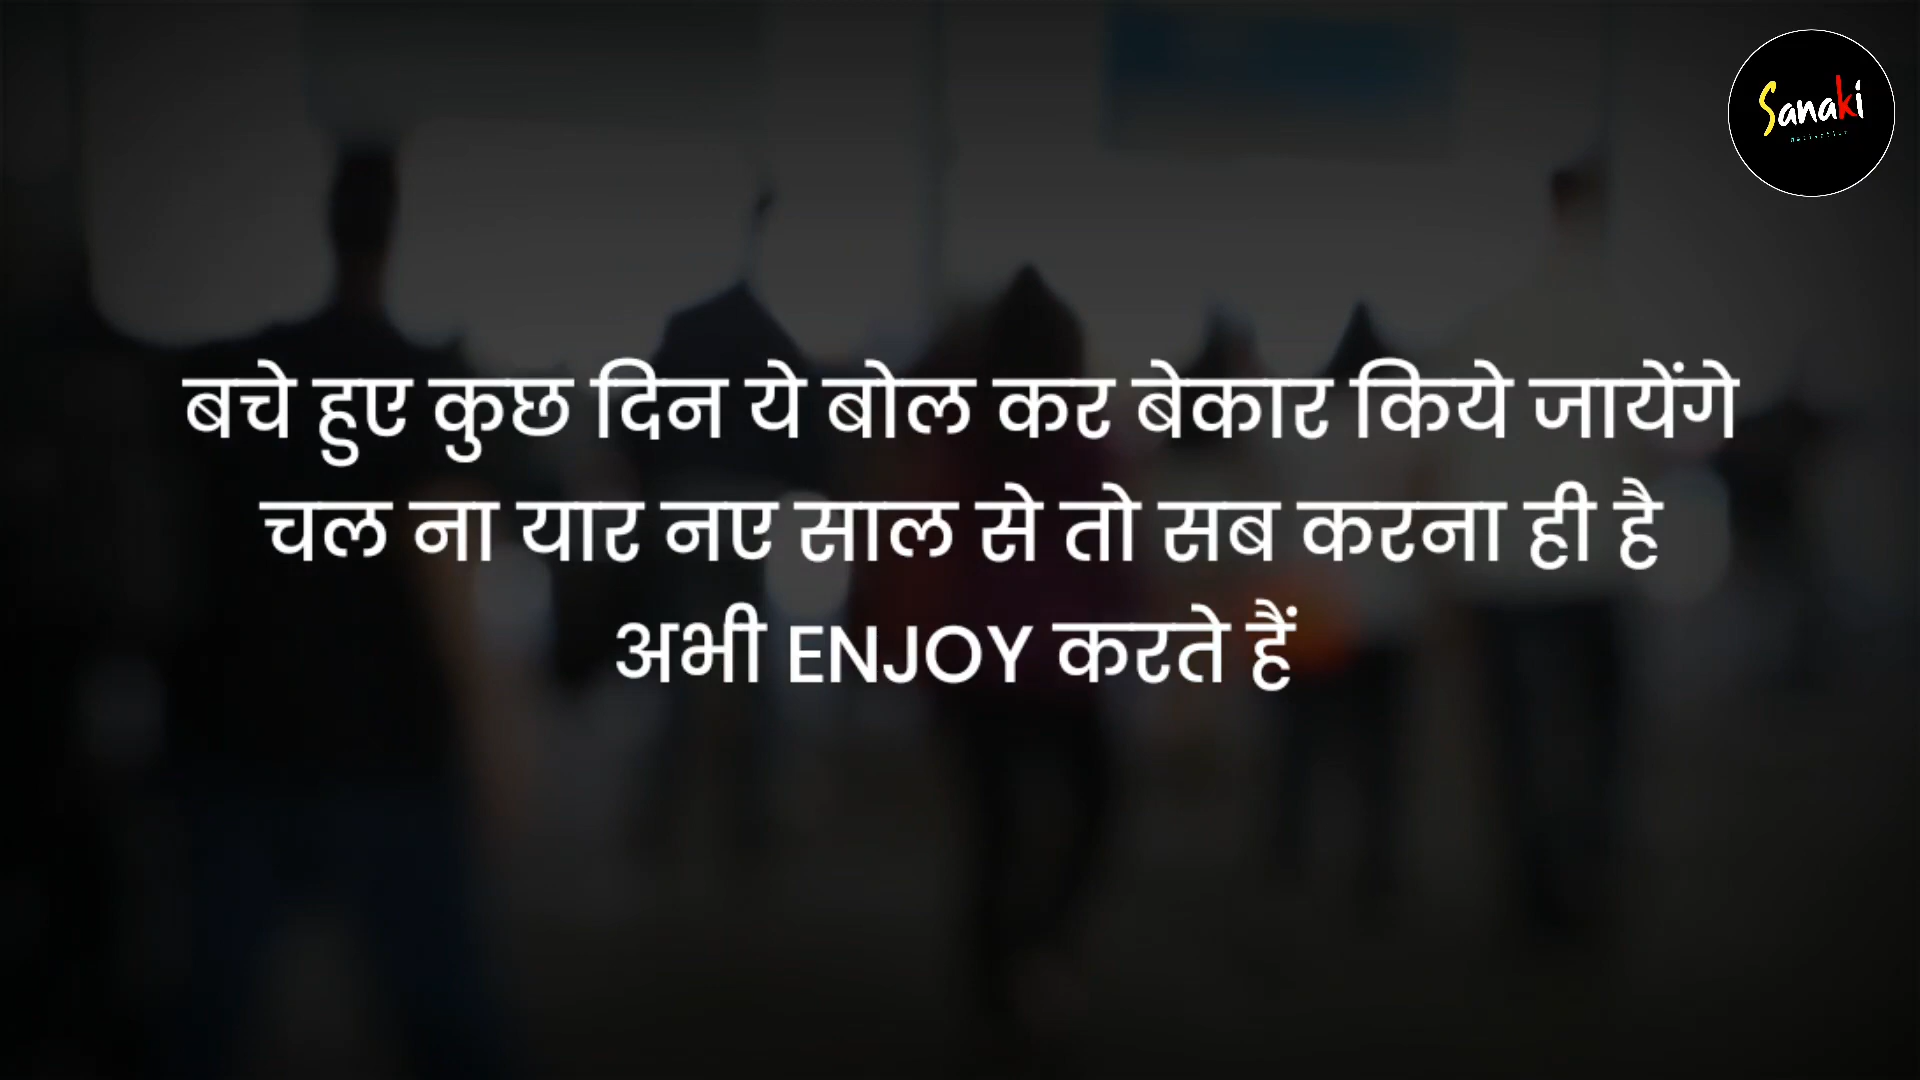 Sanaki
बचे हुए कुछ दिन ये बोल कर बेकार किये जायेंगे
चल ना यार नए साल से तो सब करना ही है
अभी ENJOY करते हैं